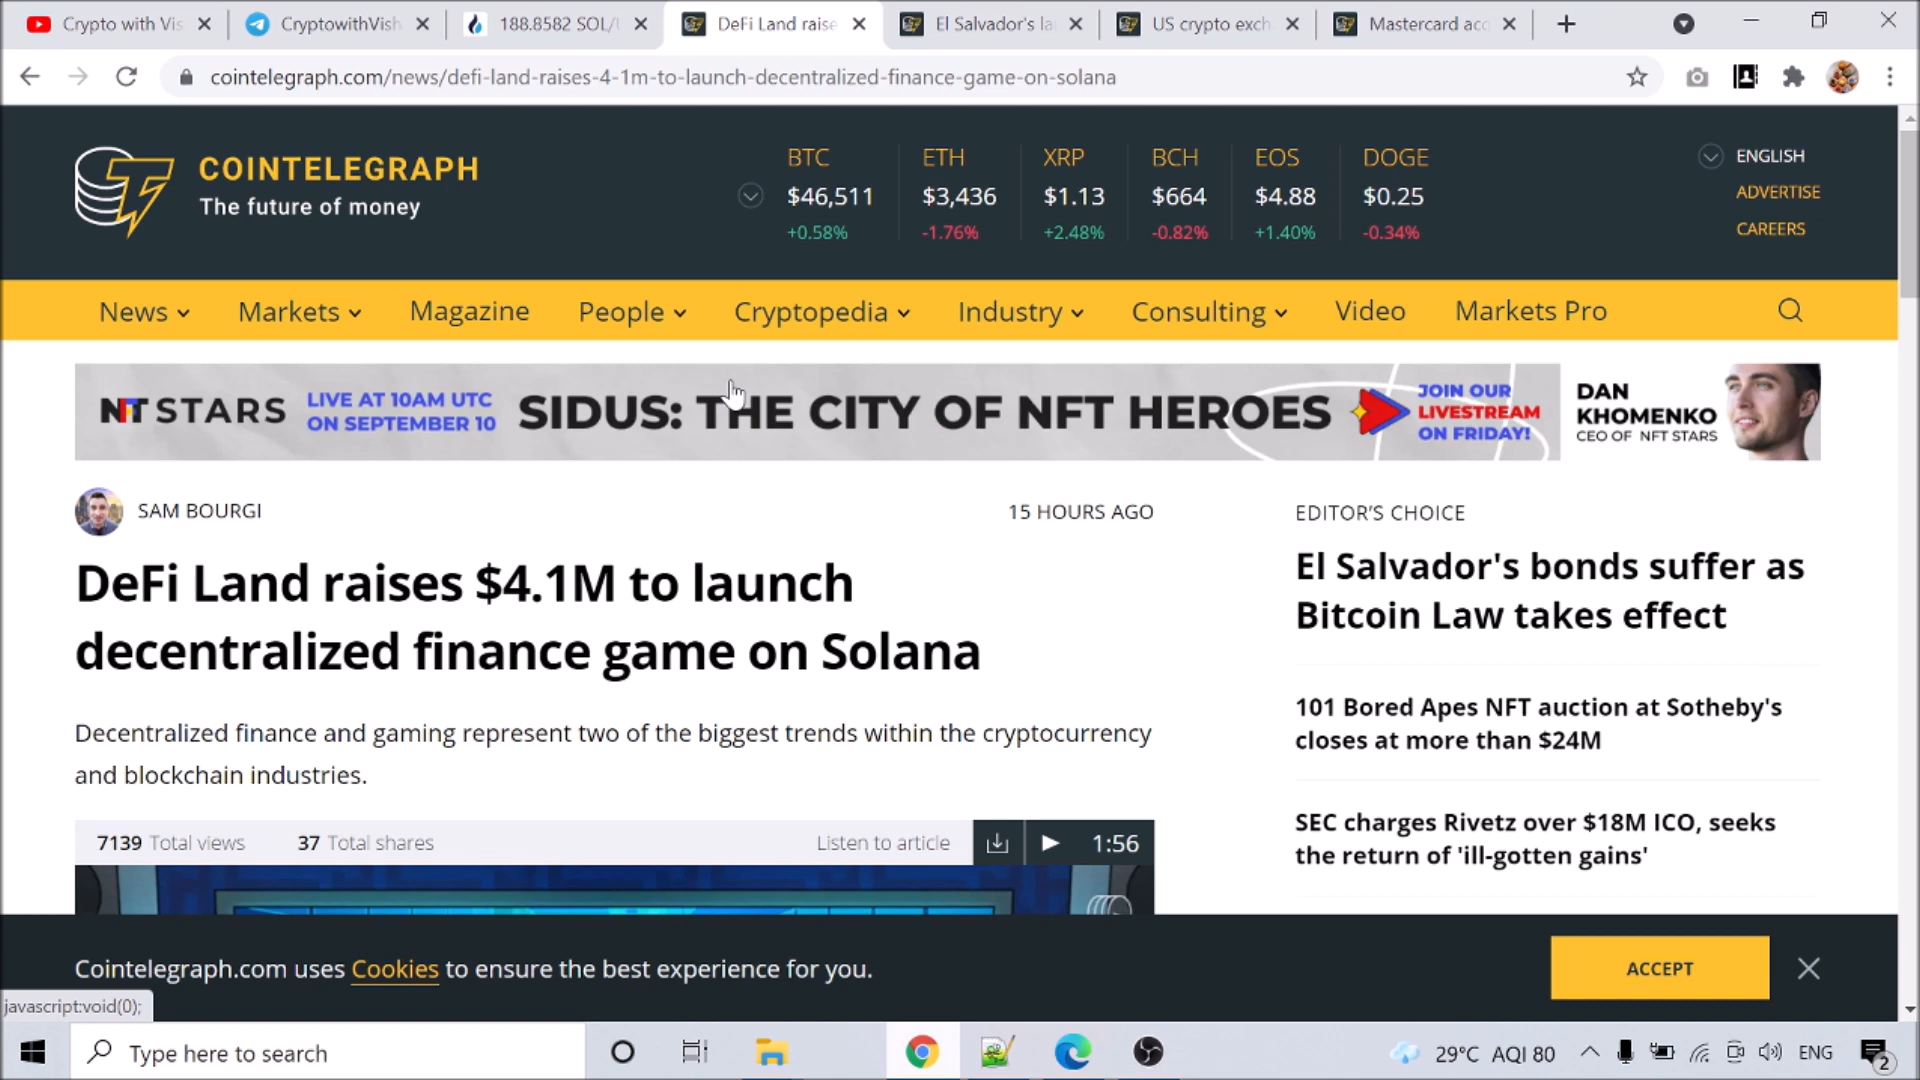 Crypto with Vis
CryptowithVish
188.8582 SOL/
DeFi Land raise
El Salvador's la
US crypto exch
Mastercard acq
cointelegraph.com/news/defi-land-raises-4-1m-to-launch-decentralized-finance-game-on-solana
COINTELEGRAPH
The future of money
BTC ETH XRP BCH EOS DOGE
$46,511 $3,436 $1.13 $664 $4.88 $0.25
+0.58% -1.76% +2.48% -0.82% +1.40% -0.34%
ENGLISH
ADVERTISE
CAREERS
News Markets Magazine People Cryptopedia Industry Consulting Video Markets Pro
NFT STARS
LIVE AT 10AM UTC
ON SEPTEMBER 10
SIDUS: THE CITY OF NFT HEROES
JOIN OUR
LIVESTREAM
ON FRIDAY!
DAN
KHOMENKO
CEO OF NFT STARS
SAM BOURGI
15 HOURS AGO
DeFi Land raises $4.1M to launch
decentralized finance game on Solana
Decentralized finance and gaming represent two of the biggest trends within the cryptocurrency
and blockchain industries.
7139 Total views 37 Total shares Listen to article 1:56
EDITOR'S CHOICE
El Salvador's bonds suffer as
Bitcoin Law takes effect
101 Bored Apes NFT auction at Sotheby's
closes at more than $24M
SEC charges Rivetz over $18M ICO, seeks
the return of 'ill-gotten gains'
Cointelegraph.com uses Cookies to ensure the best experience for you.
ACCEPT
javascript:void(0);
Type here to search
29°C AQI 80
ENG
2